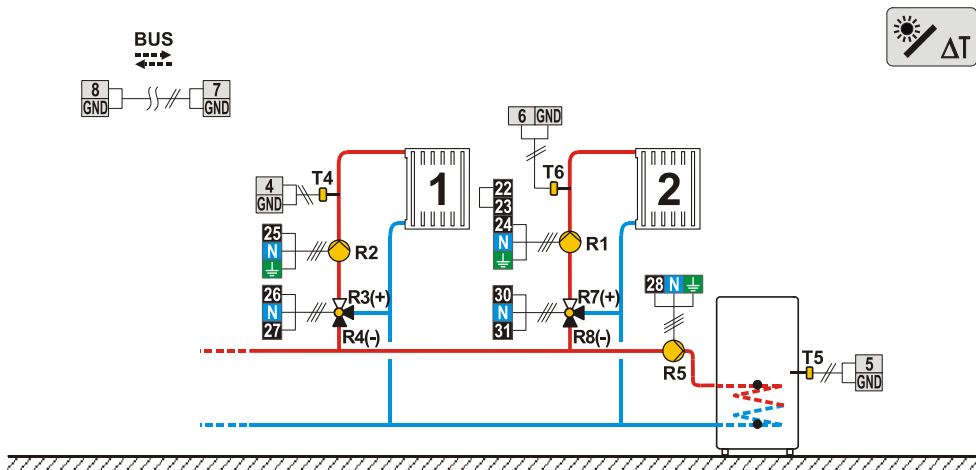 BUS
ΔT
8
GND
7
GND
6 GND
T4
4
GND
1
T6
2
22
23
24
N
25
N
R2
R1
26
N
27
R3(+)
R4(-)
30
N
31
R7(+)
R8(-)
28 N
R5
T5
5
GND